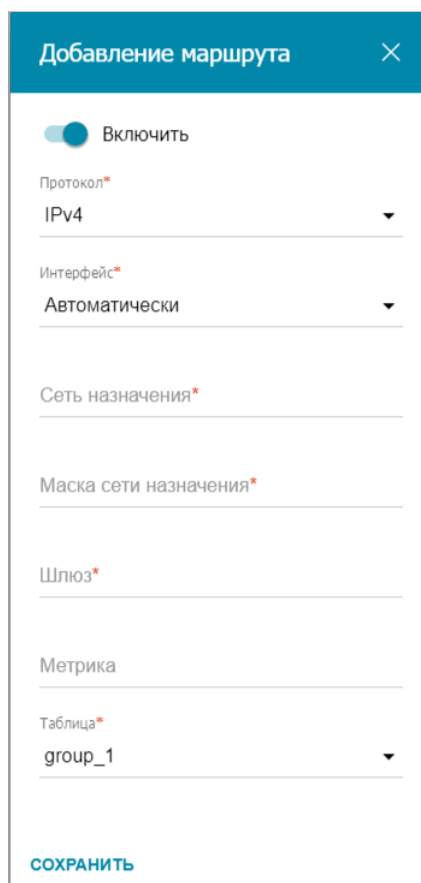 Добавление маршрута
Включить
Протокол*
IPv4
Интерфейс*
Автоматически
Сеть назначения*
Маска сети назначения*
Шлюз*
Метрика
Таблица*
group_1
СОХРАНИТЬ